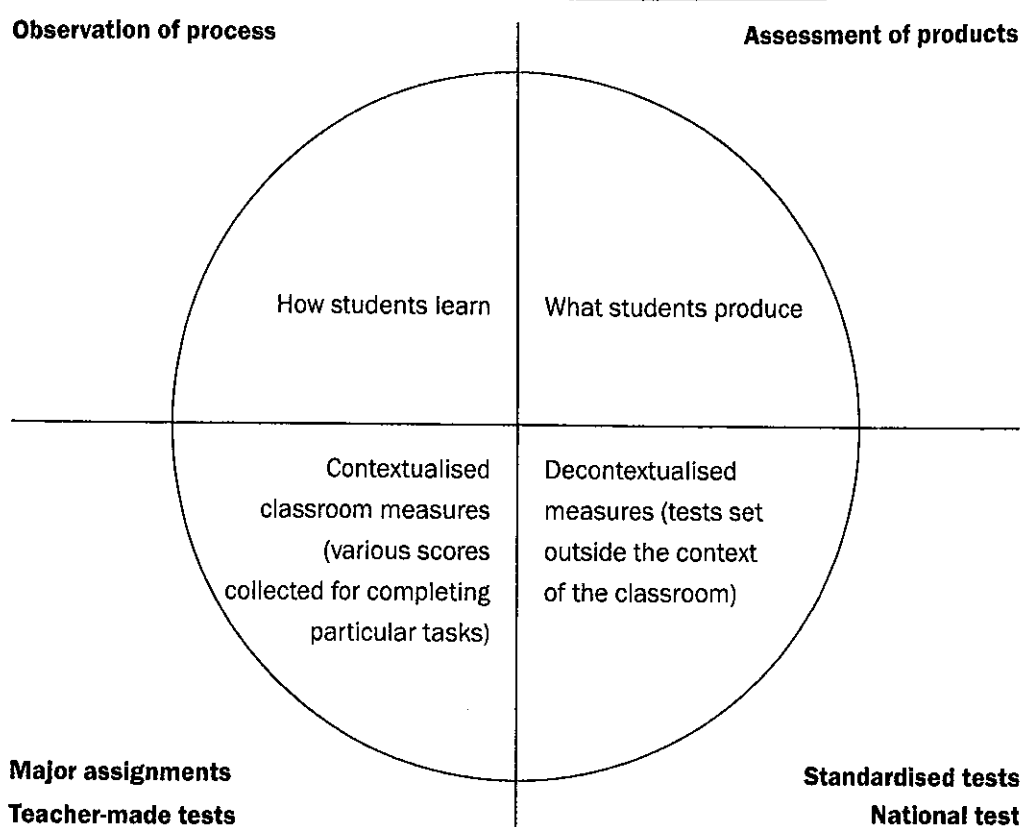 Observation of process
Assessment of products
How students learn
What students produce
Contextualised
classroom measures
(various scores
collected for completing
particular tasks)
Decontextualised
measures (tests set
outside the context
of the classroom)
Major assignments
Teacher-made tests
Standardised tests
National test